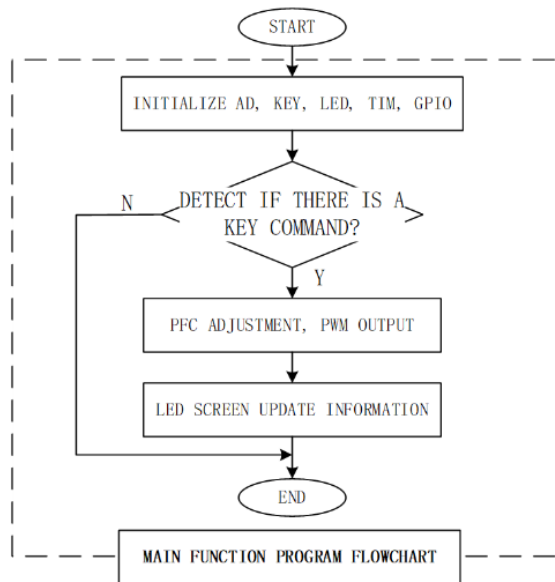 START
INITIALIZE AD, KEY, LED, TIM, GPIO
DETECT IF THERE IS A
KEY COMMAND?
N
Y
PFC ADJUSTMENT, PWM OUTPUT
LED SCREEN UPDATE INFORMATION
END
MAIN FUNCTION PROGRAM FLOWCHART